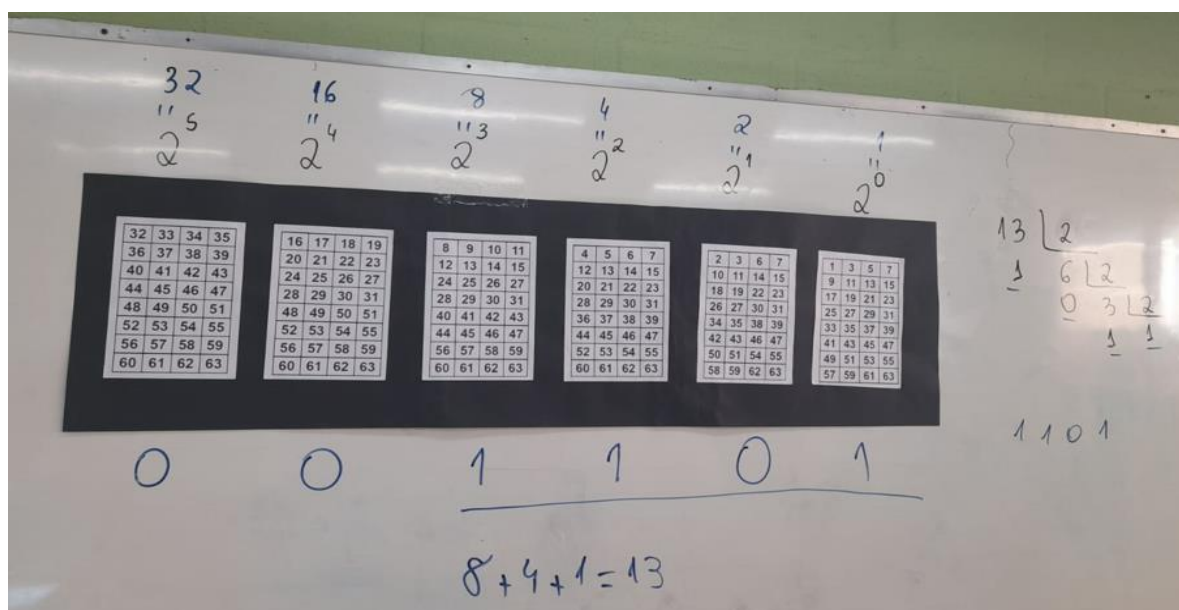 32 16 8 4 2 1
" " " " " "
2^5 2^4 2^3 2^2 2^1 2^0
32 33 34 35
36 37 38 39
40 41 42 43
44 45 46 47
48 49 50 51
52 53 54 55
56 57 58 59
60 61 62 63
16 17 18 19
20 21 22 23
24 25 26 27
28 29 30 31
48 49 50 51
52 53 54 55
56 57 58 59
60 61 62 63
8 9 10 11
12 13 14 15
24 25 26 27
28 29 30 31
40 41 42 43
44 45 46 47
56 57 58 59
60 61 62 63
4 5 6 7
12 13 14 15
20 21 22 23
28 29 30 31
36 37 38 39
44 45 46 47
52 53 54 55
60 61 62 63
2 3 6 7
10 11 14 15
18 19 22 23
26 27 30 31
34 35 38 39
42 43 46 47
50 51 54 55
58 59 62 63
1 3 5 7
9 11 13 15
17 19 21 23
25 27 29 31
33 35 37 39
41 43 45 47
49 51 53 55
57 59 61 63
0 0 1 1 0 1
8+4+1=13
13 2
1 6 2
0 3 2
1 1
1 1 0 1